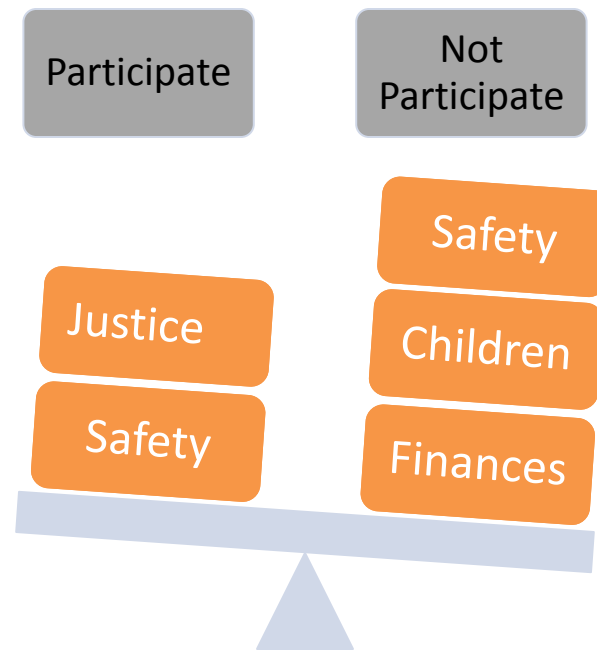 Participate
Not
Participate
Justice
Safety
Safety
Children
Finances